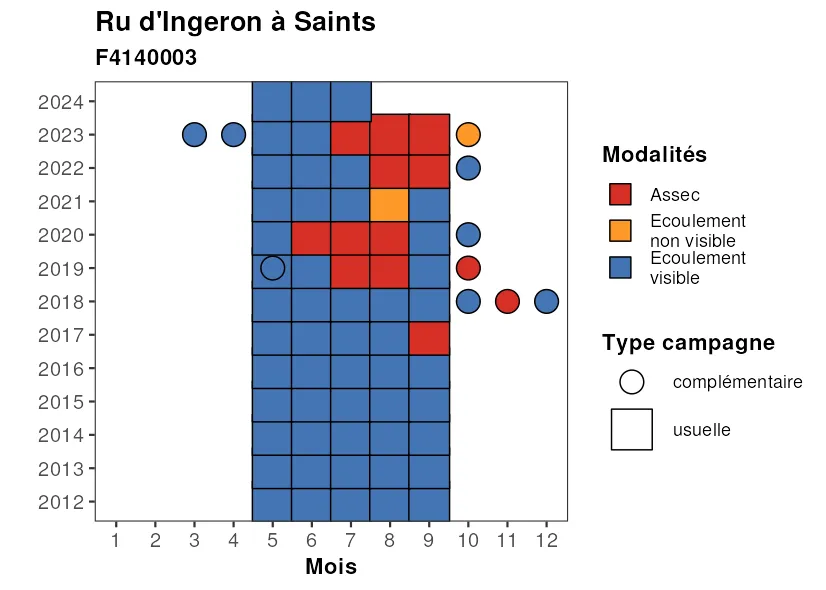 Ru d'Ingeron à Saints
F4140003
2024
2023
2022
2021
2020
2019
2018
2017
2016
2015
2014
2013
2012
1 2 3 4 5 6 7 8 9 10 11 12
Mois
Modalités
Assec
Ecoulement
non visible
Ecoulement
visible
Type campagne
complémentaire
usuelle